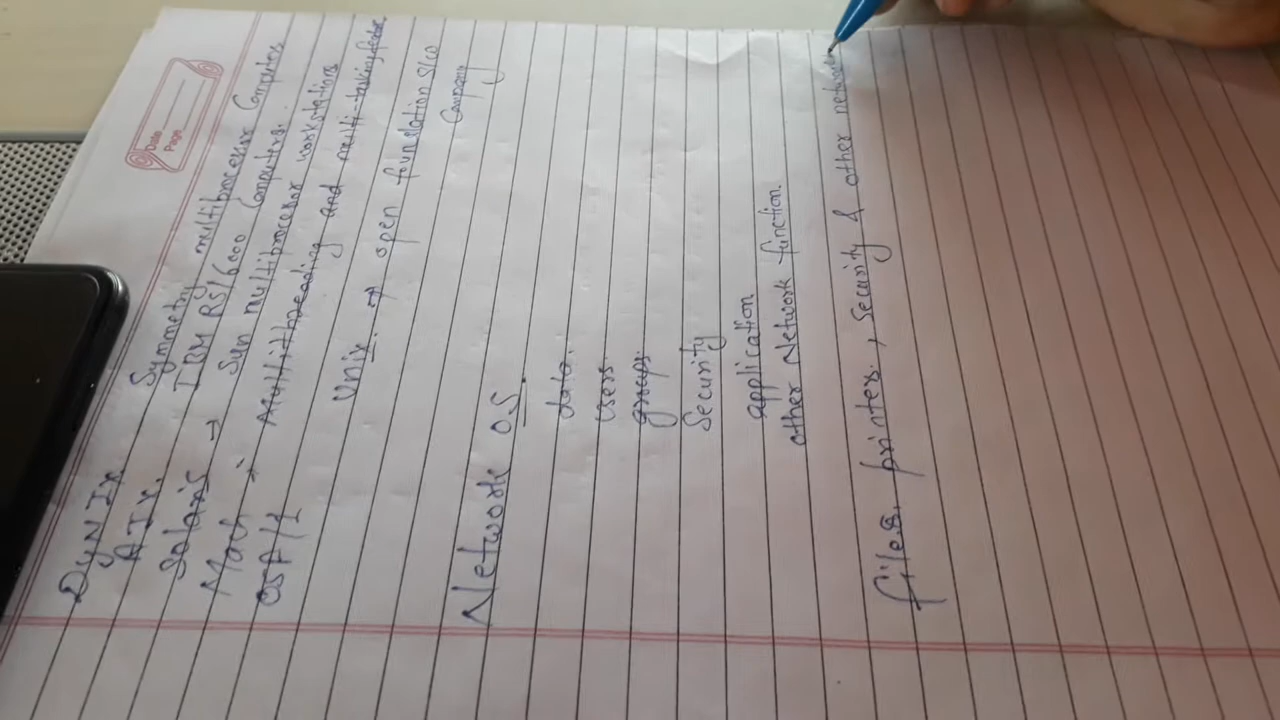 Date
Page
DYNIX Symmetry multiprocessor Computers
AIX. IBM RS/6000 Computers.
Solaris → Sun multiprocessor workstations
Mach → Multithreading and multi-tasking feature
OSF/1 Unix → open foundation S/W
Company
Network OS.
data.
users.
groups.
Security
application
other Network function.
files, printers, security & other network